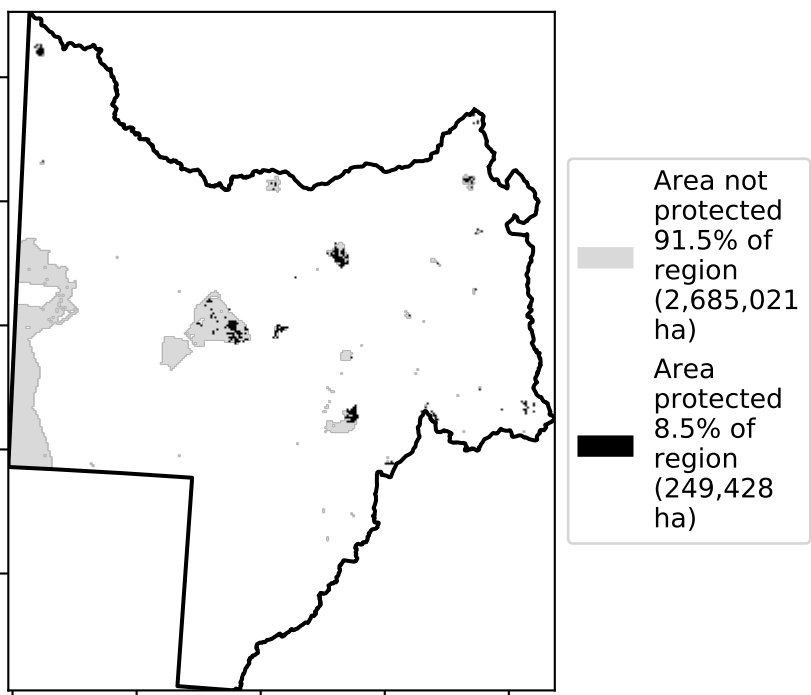 Area not
protected
91.5% of
region
(2,685,021
ha)
Area
protected
8.5% of
region
(249,428
ha)